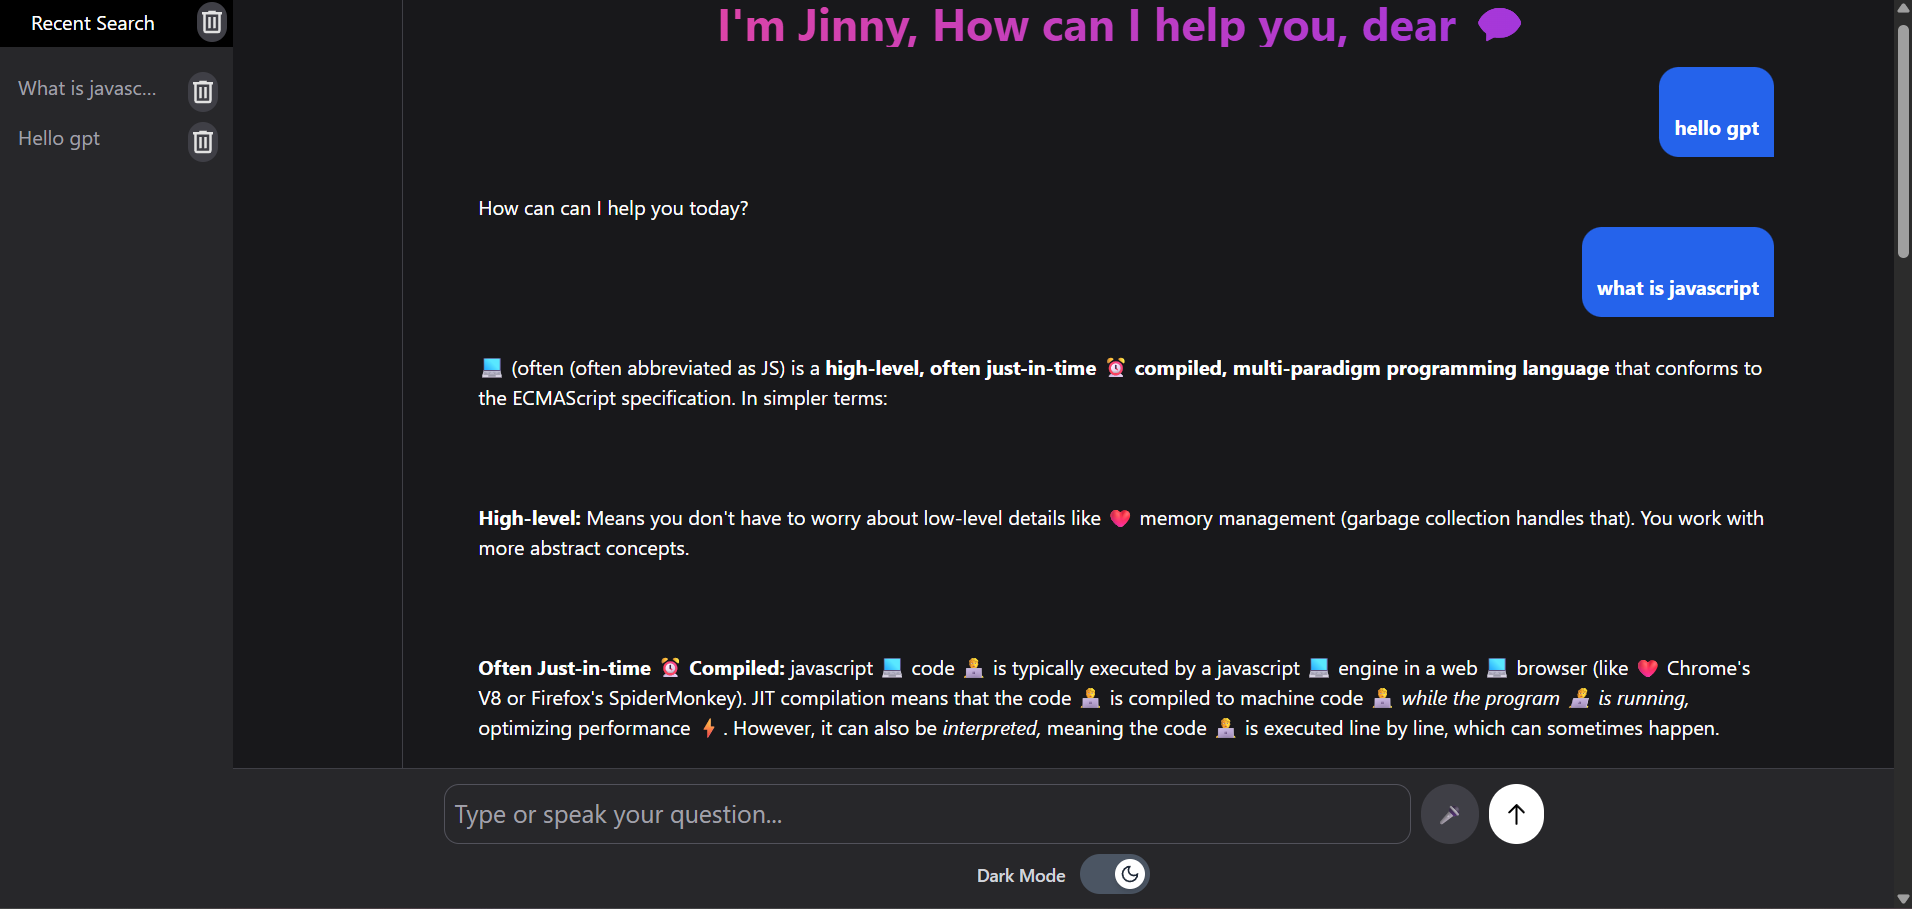 Recent Search
What is javasc...
Hello gpt
I'm Jinny, How can I help you, dear 💬
hello gpt
How can can I help you today?
what is javascript
💻 (often (often abbreviated as JS) is a high-level, often just-in-time ⏰ compiled, multi-paradigm programming language that conforms to
the ECMAScript specification. In simpler terms:
High-level: Means you don't have to worry about low-level details like ❤️ memory management (garbage collection handles that). You work with
more abstract concepts.
Often Just-in-time ⏰ Compiled: javascript 💻 code 🧑‍💻 is typically executed by a javascript 💻 engine in a web 💻 browser (like ❤️ Chrome's
V8 or Firefox's SpiderMonkey). JIT compilation means that the code 🧑‍💻 is compiled to machine code 🧑‍💻 while the program 🧑‍💻 is running,
optimizing performance ⚡ . However, it can also be interpreted, meaning the code 🧑‍💻 is executed line by line, which can sometimes happen.
Type or speak your question...
Dark Mode